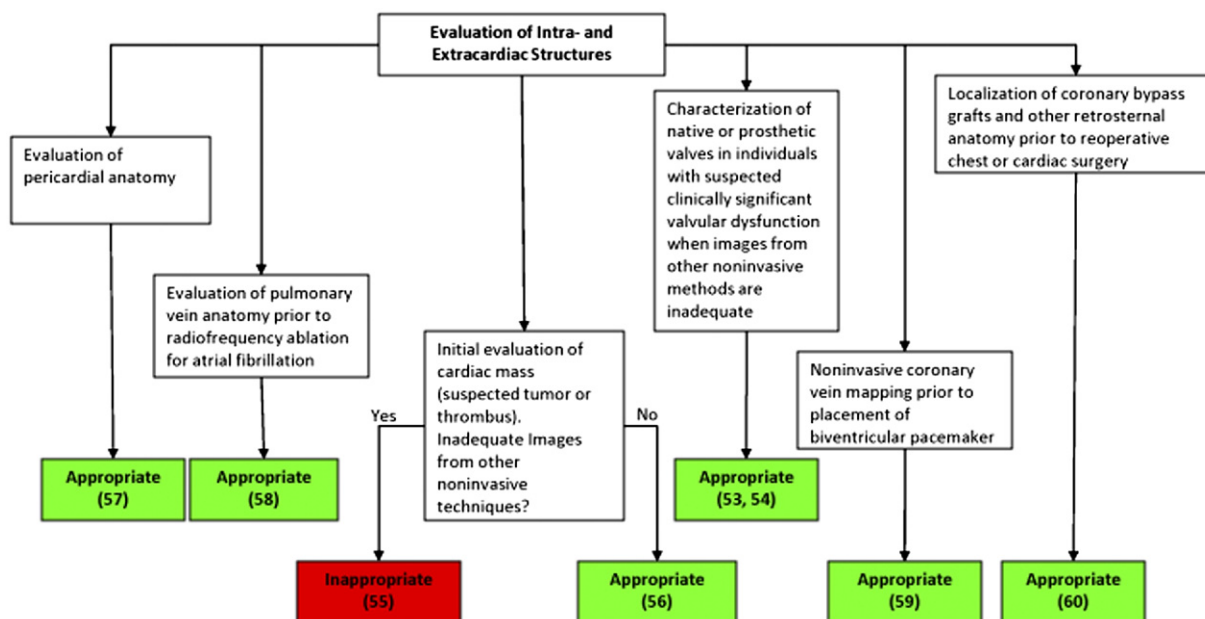 Evaluation of Intra- and
Extracardiac Structures
Evaluation of
pericardial anatomy
Evaluation of pulmonary
vein anatomy prior to
radiofrequency ablation
for atrial fibrillation
Initial evaluation of
cardiac mass
(suspected tumor or
thrombus).
Inadequate Images
from other
noninvasive
techniques?
Yes
No
Characterization of
native or prosthetic
valves in individuals
with suspected
clinically significant
valvular dysfunction
when images from
other noninvasive
methods are
inadequate
Noninvasive coronary
vein mapping prior to
placement of
biventricular pacemaker
Localization of coronary bypass
grafts and other retrosternal
anatomy prior to reoperative
chest or cardiac surgery
Appropriate
(57)
Appropriate
(58)
Inappropriate
(55)
Appropriate
(56)
Appropriate
(53, 54)
Appropriate
(59)
Appropriate
(60)